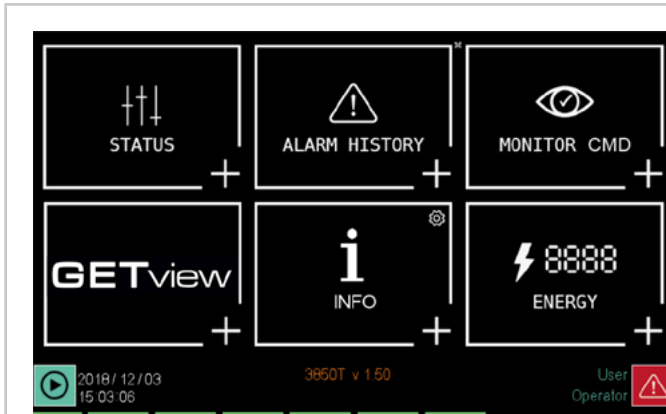 STATUS
ALARM HISTORY
MONITOR CMD
GETview
INFO
8888
ENERGY
2018/12/03
15:03:06
3850T v 1.50
User
Operator